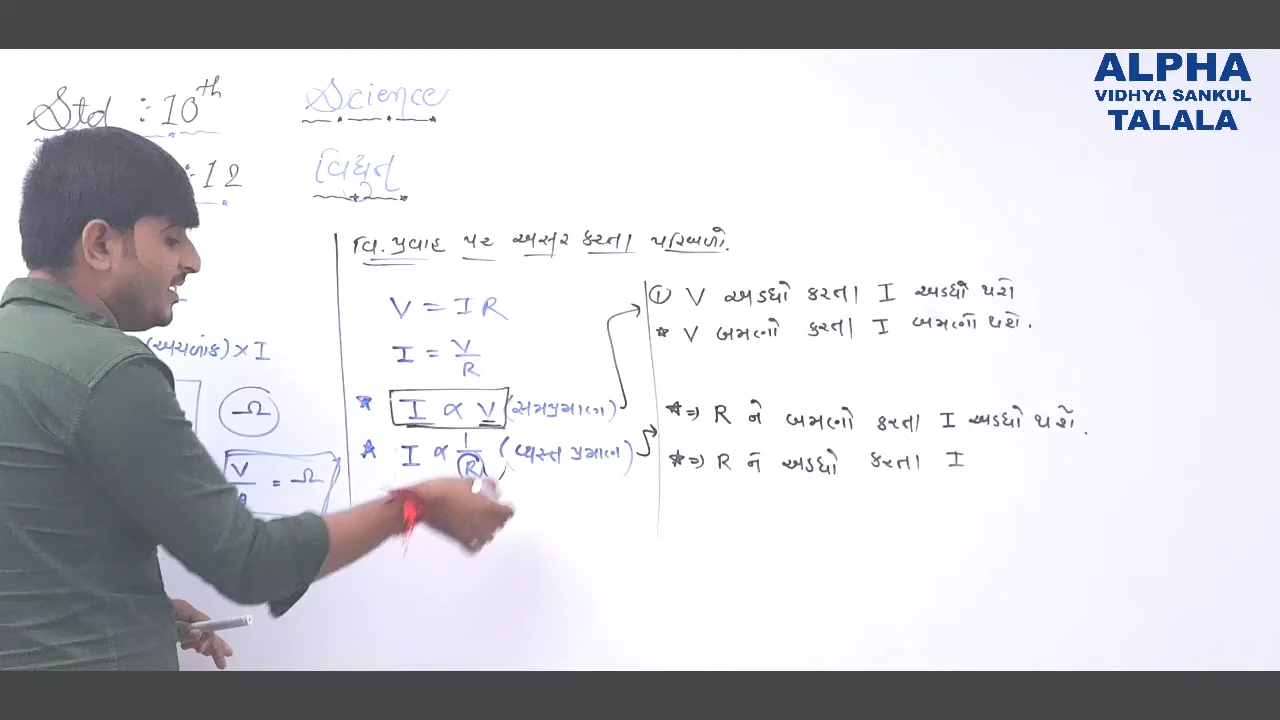 ALPHA
VIDHYA SANKUL
TALALA
Std : 10th
Science
: 12
વિધુત
વિ. પ્રવાહ પર અસર કરતા પરિબળો.
V = I R
I = V/R
(અચળાંક) × I
Ω
I ∝ V (સમપ્રમાણ)
I ∝ 1/R (વ્યસ્ત પ્રમાણ)
V/R = Ω
① V અડધો કરતા I અડધો થશે
* V બમણો કરતા I બમણો થશે.
*⇒ R ને બમણો કરતા I અડધો થશે.
*⇒ R ને અડધો કરતા I